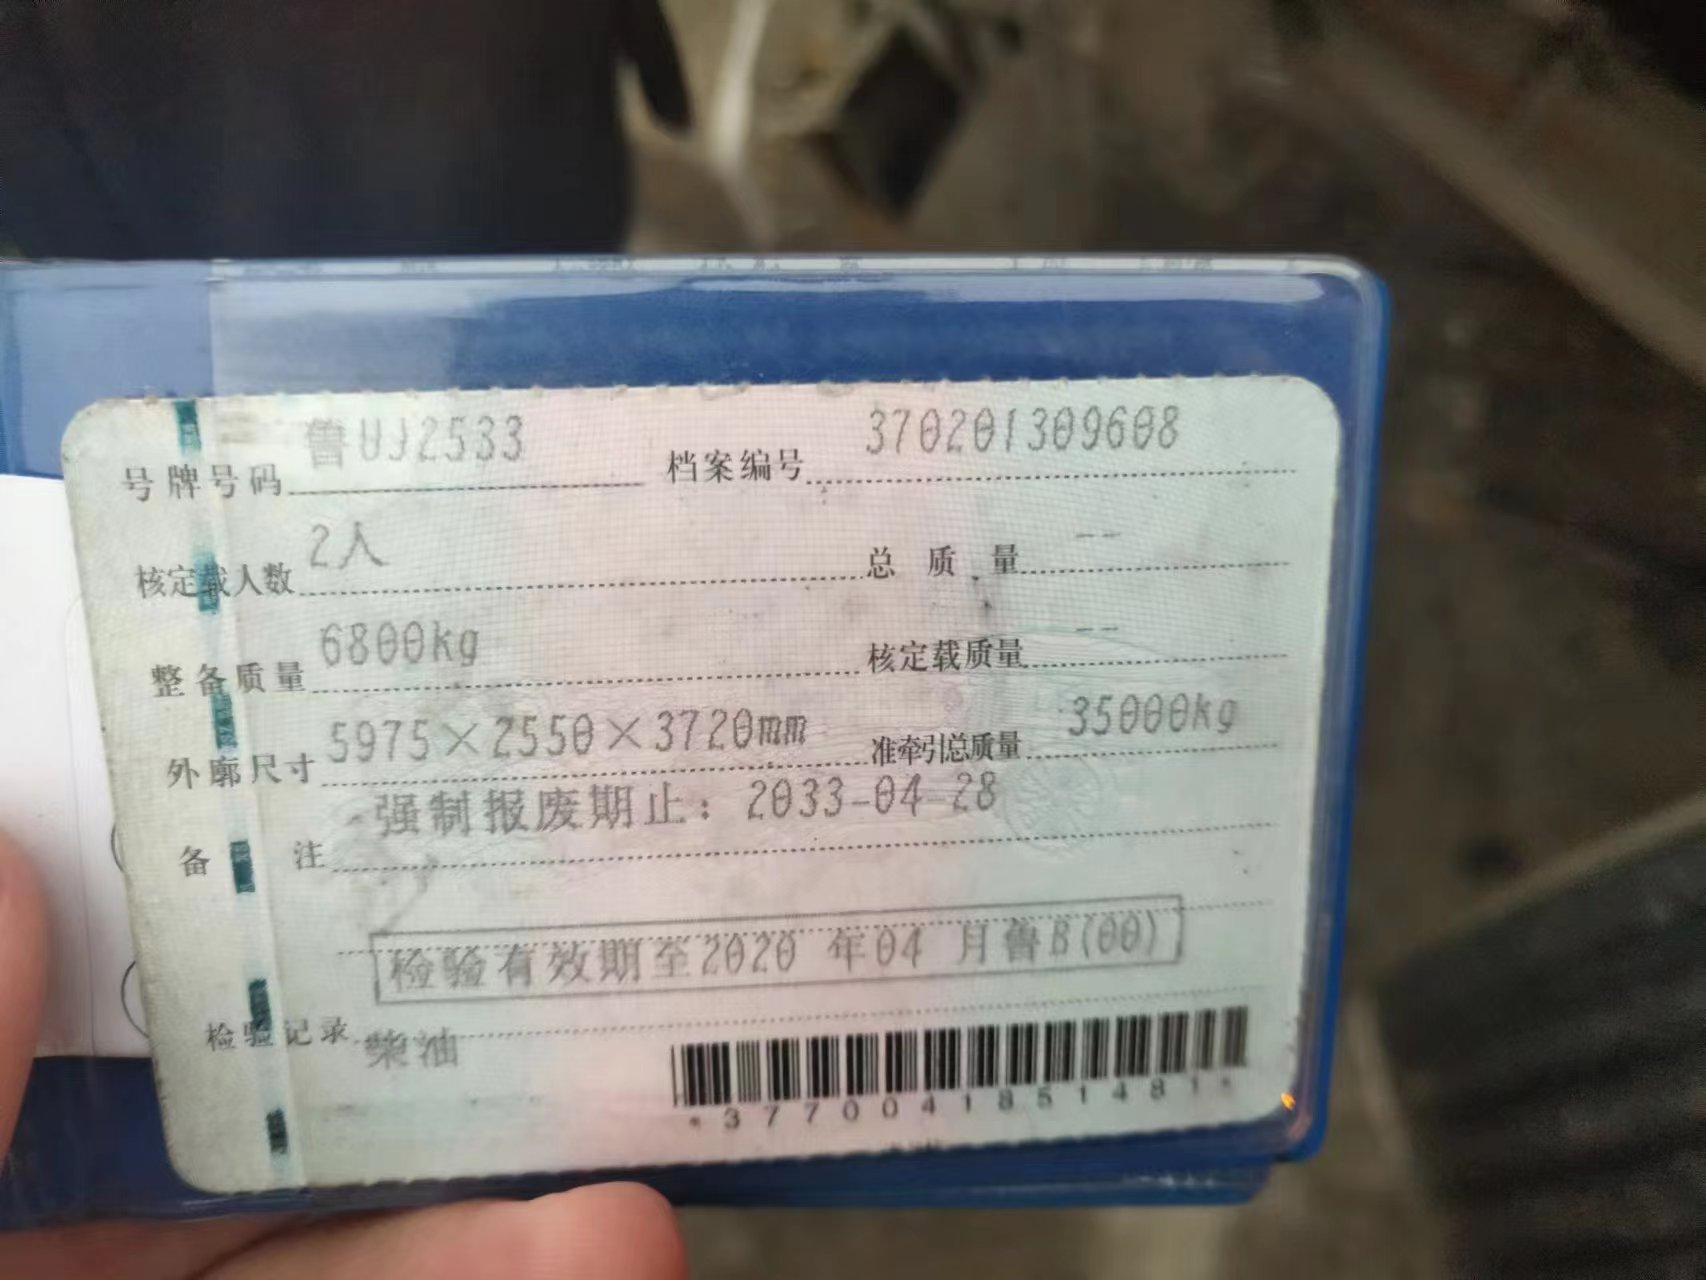 号牌号码 鲁UJ2533 档案编号 370201309608
核定载人数 2人 总质量 --
整备质量 6800kg 核定载质量 --
外廓尺寸 5975×2550×3720mm 准牵引总质量 35000kg
备注 强制报废期止：2033-04-28
检验有效期至2020 年04 月鲁B(00)
检验记录 柴油
*3770041851481*